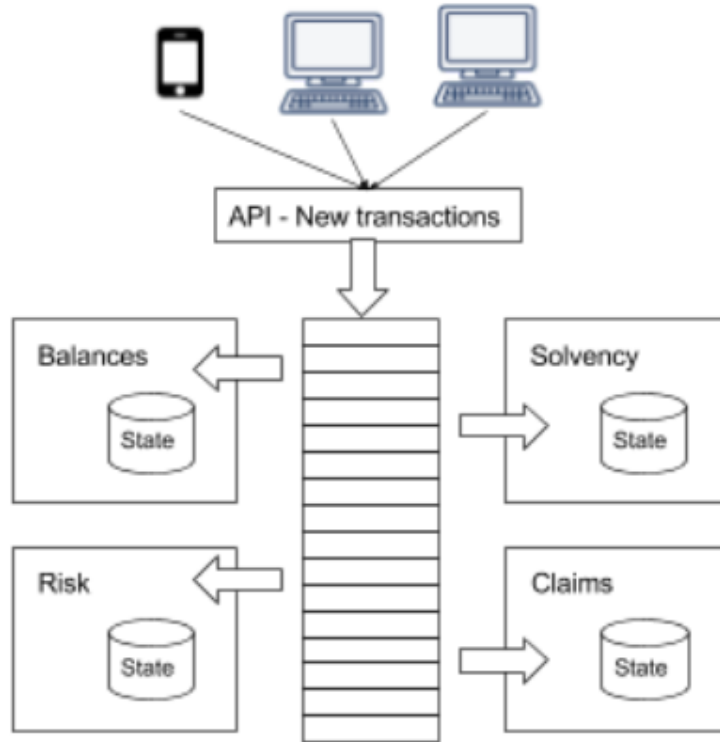 API - New transactions
Balances
State
Solvency
State
Risk
State
Claims
State